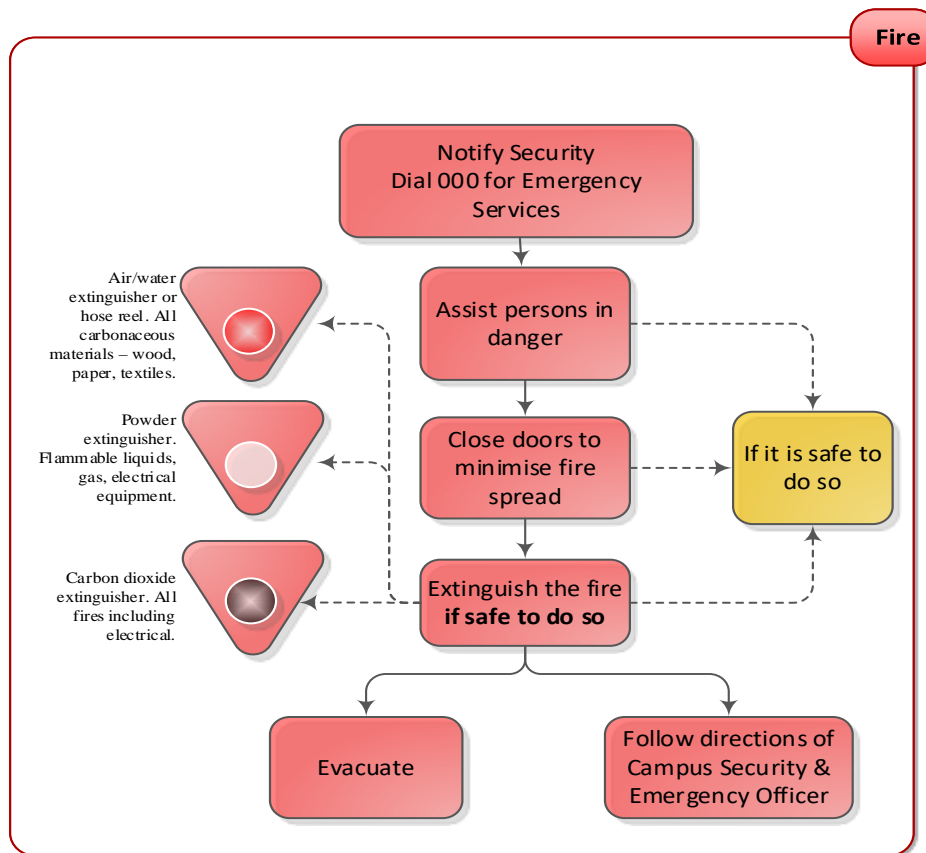 Fire
Notify Security
Dial 000 for Emergency
Services
Air/water
extinguisher or
hose reel. All
carbonaceous
materials – wood,
paper, textiles.
Assist persons in
danger
Powder
extinguisher.
Flammable liquids,
gas, electrical
equipment.
Close doors to
minimise fire
spread
If it is safe to
do so
Carbon dioxide
extinguisher. All
fires including
electrical.
Extinguish the fire
if safe to do so
Evacuate
Follow directions of
Campus Security &
Emergency Officer